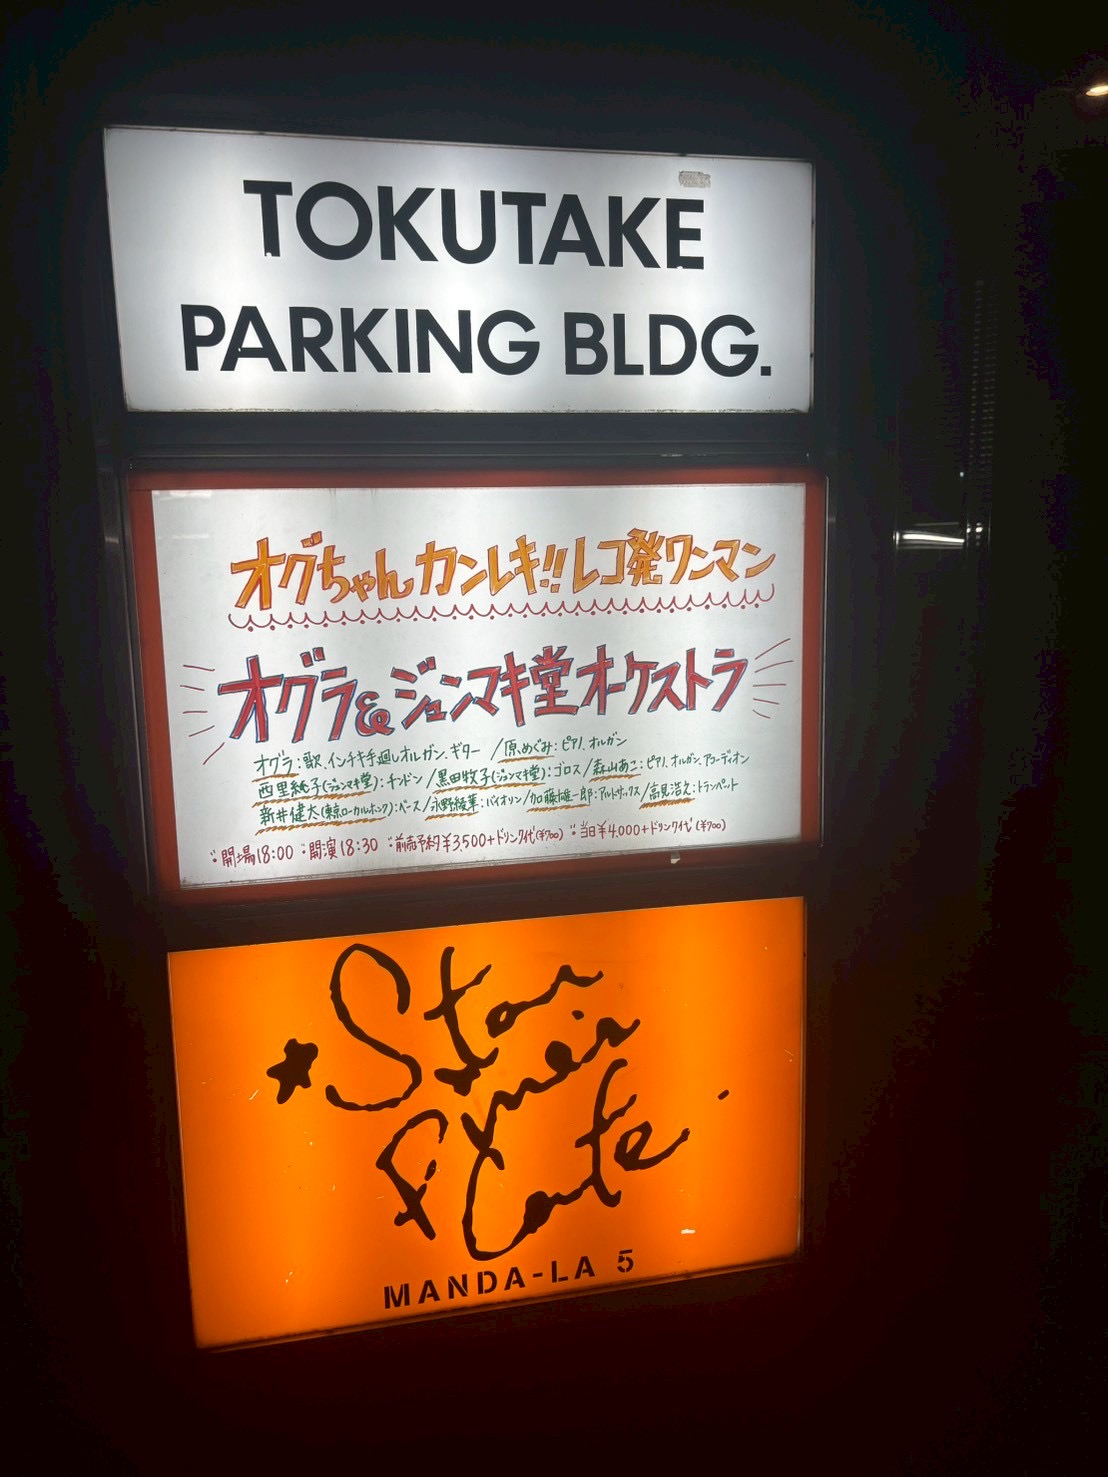 TOKUTAKE
PARKING BLDG.
オグちゃんカンレキ!!レコ発ワンマン
オグラ&ジュンマキ堂オーケストラ
オグラ:歌、インチキ手廻しオルガン、ギター/原めぐみ:ピアノ、オルガン
西里純子(ジュンマキ堂):チンドン/黒田牧子(ジュンマキ堂):ゴロス/森山あこ:ピアノ、オルガン、アコーディオン
新井健太(東京ローカルホンク):ベース/永野綾華:バイオリン/加藤雄一郎:アルトサックス/高見浩之:トランペット
開場18:00 開演18:30 前売予約¥3500+ドリンク代(¥700) 当日¥4,000+ドリンク代(¥700)
Star
Pine's
Cafe
MANDA-LA 5